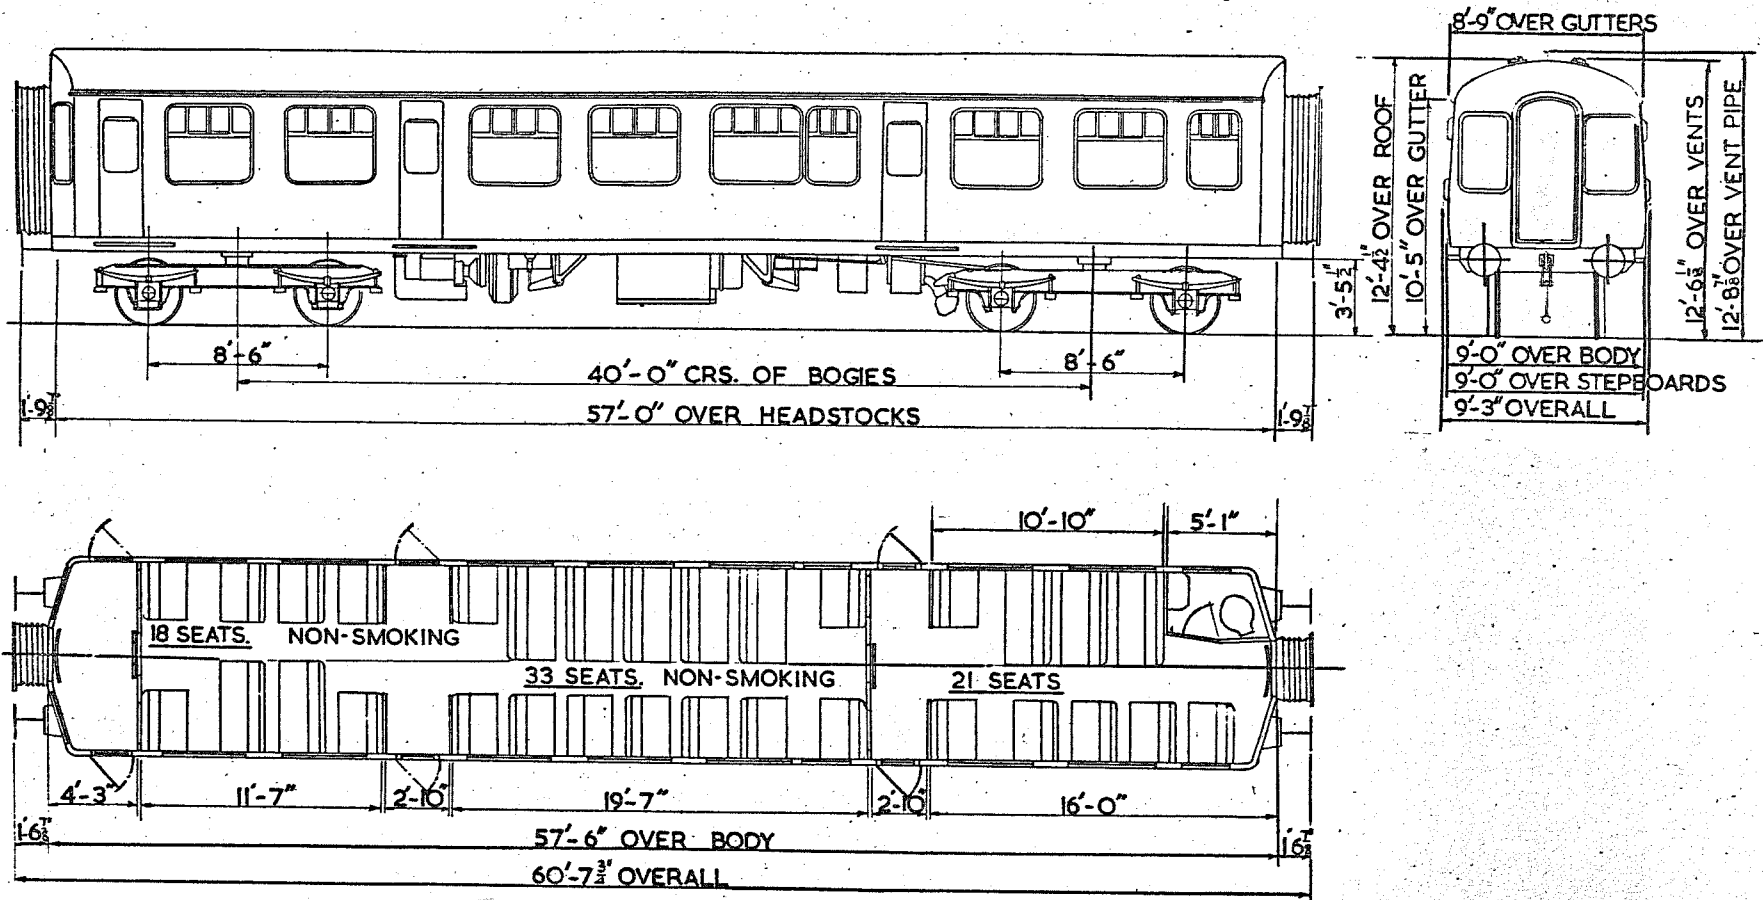 8'-9" OVER GUTTERS
12'-4½" OVER ROOF
10'-5" OVER GUTTER
12'-6⅛" OVER VENTS
12'-8⅞" OVER VENT PIPE
3'-5½"
8'-6"
8'-6"
40'-0" CRS. OF BOGIES
1'-9⅞"
57'-0" OVER HEADSTOCKS
1'-9⅞"
9'-0" OVER BODY
9'-0" OVER STEPBOARDS
9'-3" OVERALL
10'-10"
5'-1"
18 SEATS. NON-SMOKING
33 SEATS. NON-SMOKING
21 SEATS
4'-3"
11'-7"
2'-10"
19'-7"
2'-10"
16'-0"
1'6⅞"
57'-6" OVER BODY
1'6⅞"
60'-7¾" OVERALL